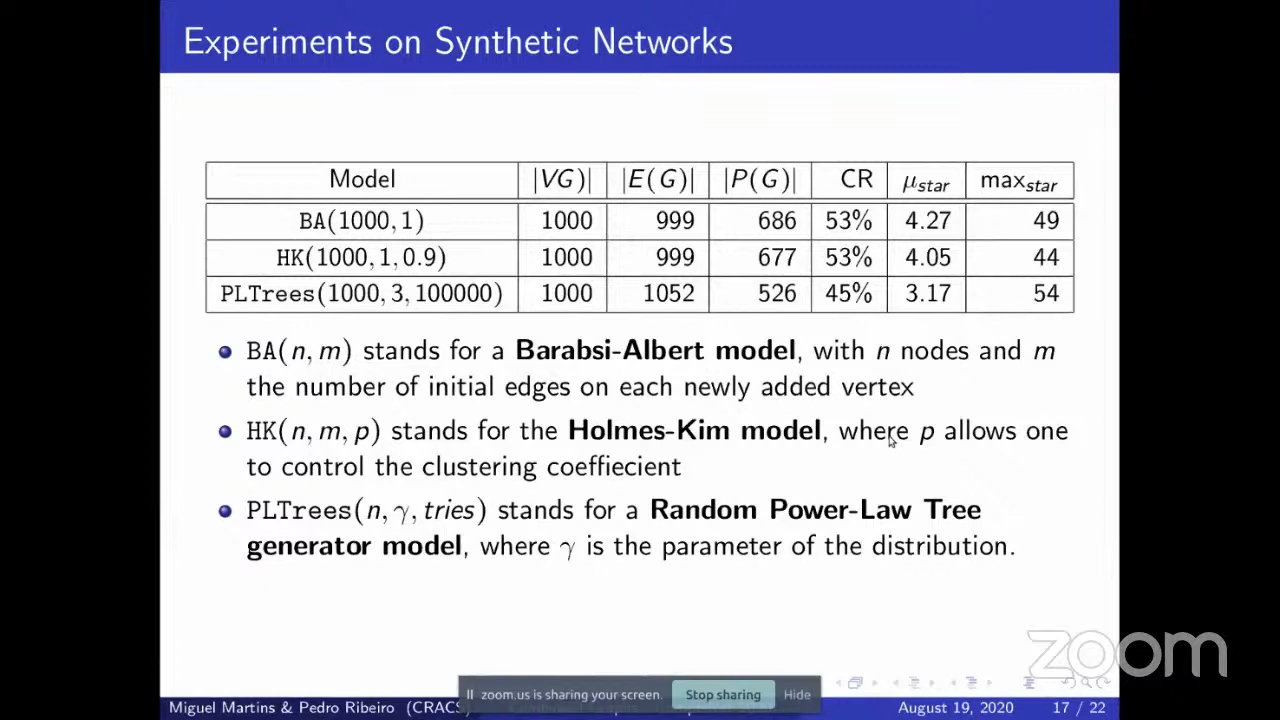 Experiments on Synthetic Networks
Model |VG)| |E(G)| |P(G)| CR μstar maxstar
BA(1000, 1) 1000 999 686 53% 4.27 49
HK(1000, 1, 0.9) 1000 999 677 53% 4.05 44
PLTrees(1000, 3, 100000) 1000 1052 526 45% 3.17 54
BA(n, m) stands for a Barabsi-Albert model, with n nodes and m
the number of initial edges on each newly added vertex
HK(n, m, p) stands for the Holmes-Kim model, where p allows one
to control the clustering coeffiecient
PLTrees(n, γ, tries) stands for a Random Power-Law Tree
generator model, where γ is the parameter of the distribution.
zoom
zoom.us is sharing your screen. Stop sharing Hide
Miguel Martins & Pedro Ribeiro (CRACS) August 19, 2020 17 / 22